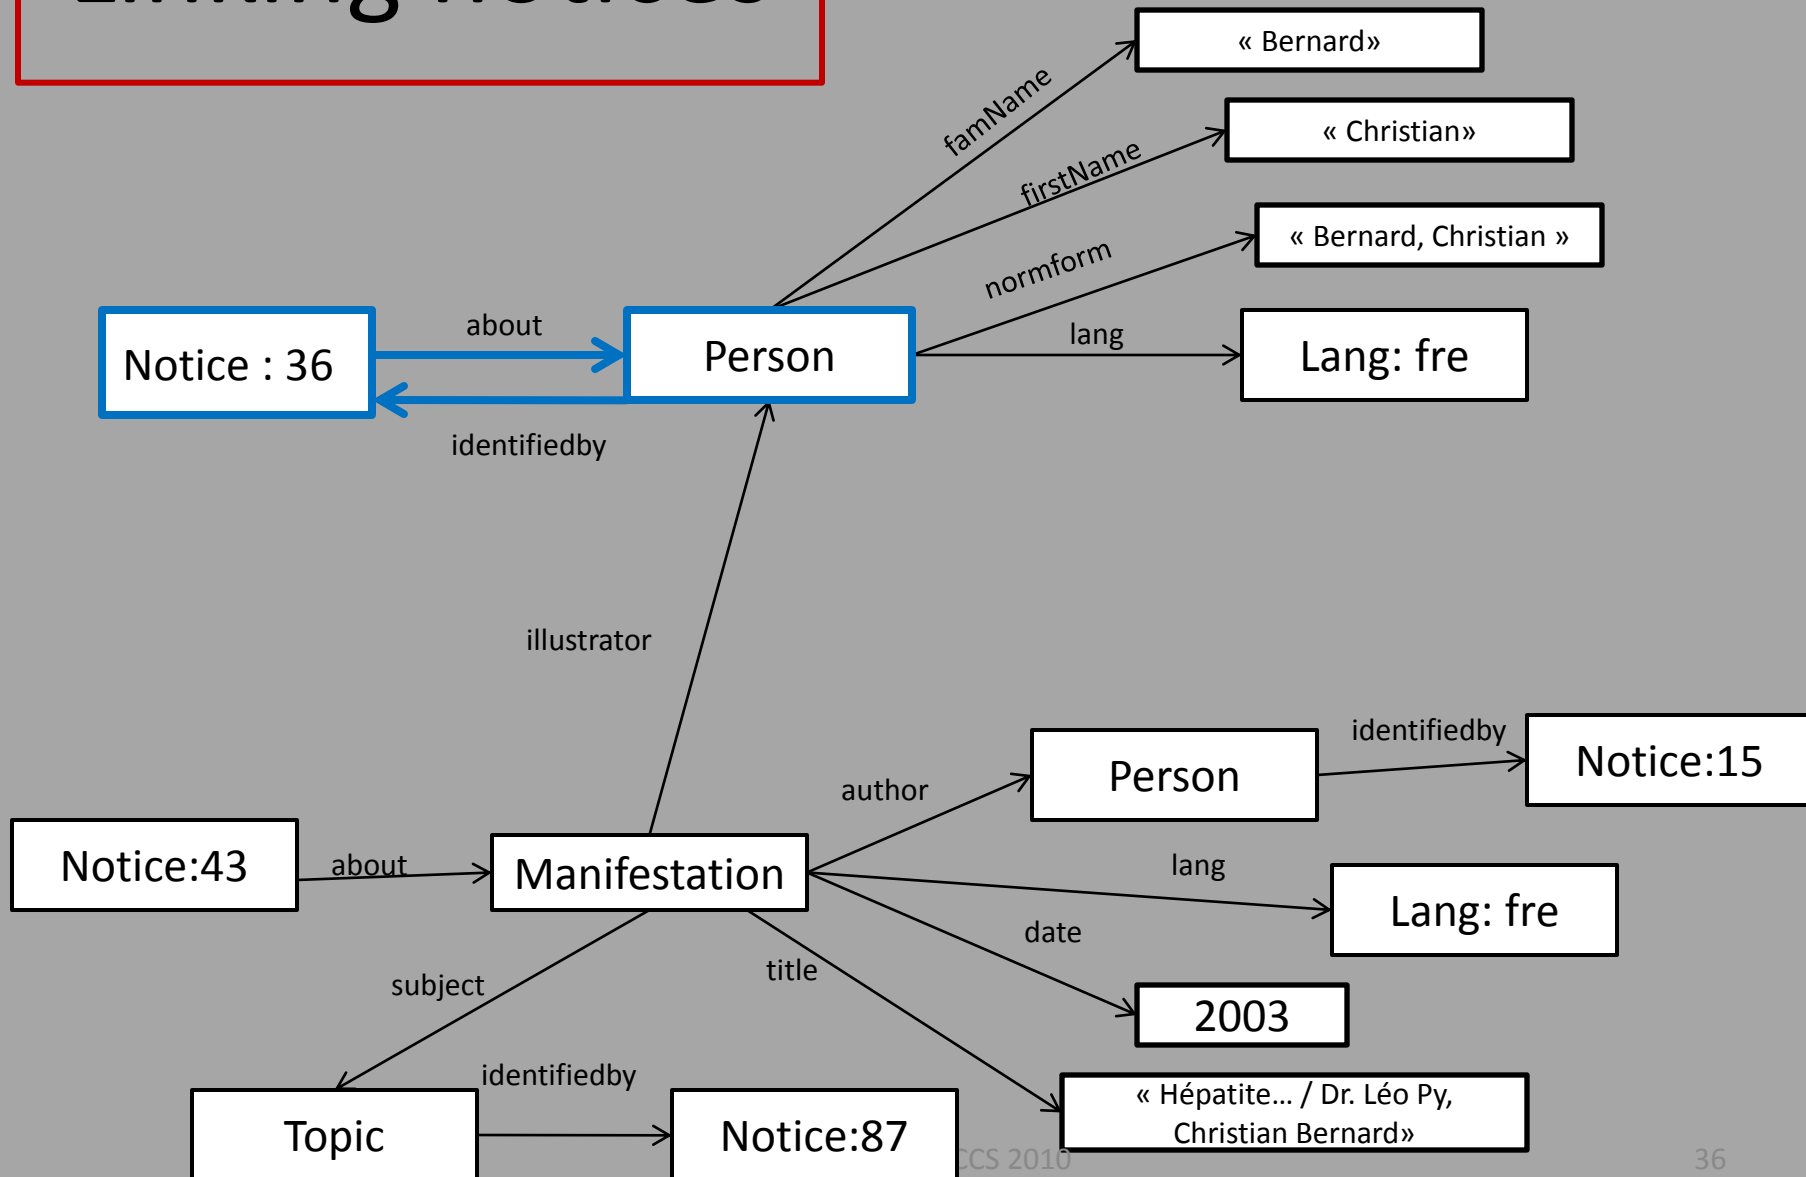 Linking notices
« Bernard»
famName
« Christian»
firstName
« Bernard, Christian »
normform
Notice : 36
about
Person
lang
Lang: fre
identifiedby
illustrator
identifiedby
Notice:15
Person
author
Notice:43
about
Manifestation
lang
Lang: fre
date
subject
title
2003
identifiedby
« Hépatite... / Dr. Léo Py,
Christian Bernard»
Topic
Notice:87
CCS 2010
36